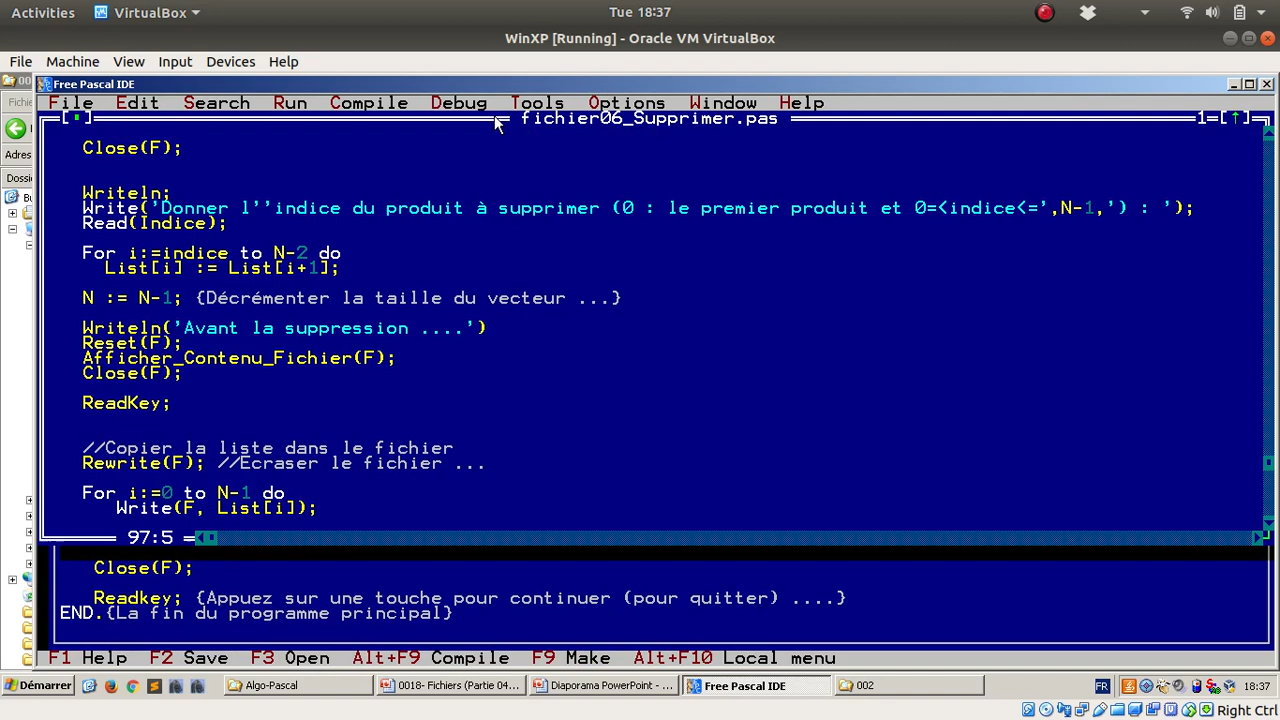 Activities VirtualBox Tue 18:37
WinXP [Running] - Oracle VM VirtualBox
File Machine View Input Devices Help
Free Pascal IDE
File Edit Search Run Compile Debug Tools Options Window Help
fichier06_Supprimer.pas 1=[↑]
Close(F);
Writeln;
Write('Donner l''indice du produit à supprimer (0 : le premier produit et 0=<indice<=',N-1,') : ');
Read(Indice);
For i:=indice to N-2 do
List[i] := List[i+1];
N := N-1; {Décrémenter la taille du vecteur ...}
Writeln('Avant la suppression ....')
Reset(F);
Afficher_Contenu_Fichier(F);
Close(F);
ReadKey;
//Copier la liste dans le fichier
Rewrite(F); //Ecraser le fichier ...
For i:=0 to N-1 do
Write(F, List[i]);
97:5
Close(F);
Readkey; {Appuez sur une touche pour continuer (pour quitter) ....}
END.{La fin du programme principal}
F1 Help F2 Save F3 Open Alt+F9 Compile F9 Make Alt+F10 Local menu
Démarrer Algo-Pascal 0018- Fichiers (Partie 04... Diaporama PowerPoint - ... Free Pascal IDE 002 FR 18:37
Right Ctrl